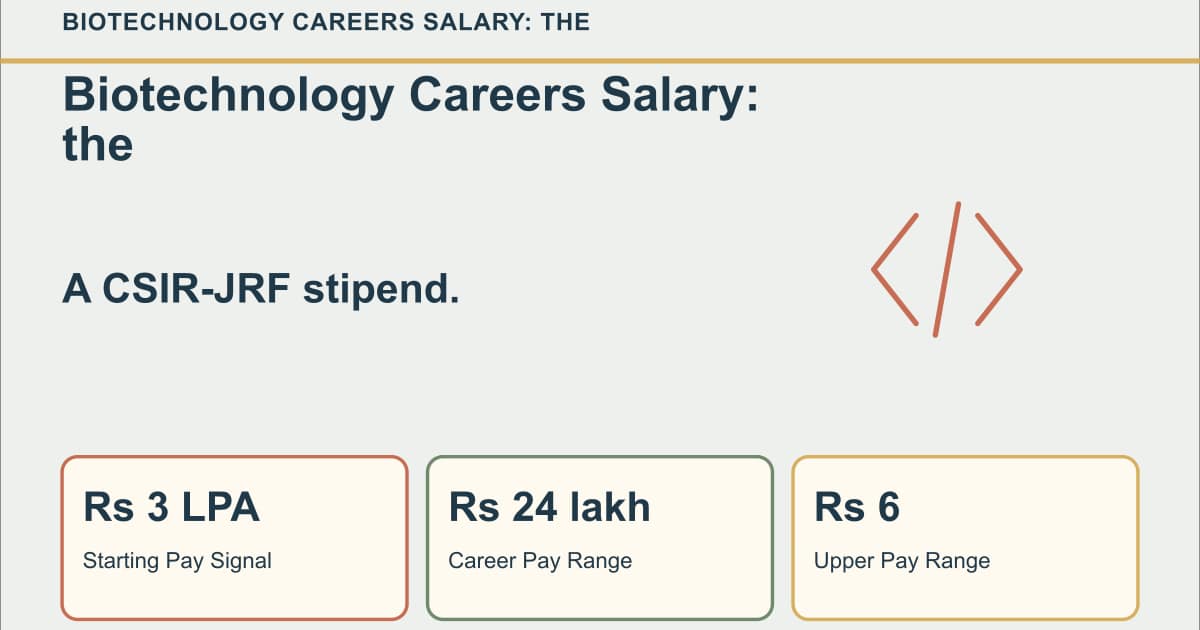 BIOTECHNOLOGY CAREERS SALARY: THE
Biotechnology Careers Salary:
the
A CSIR-JRF stipend.
Rs 3 LPA
Starting Pay Signal
Rs 24 lakh
Career Pay Range
Rs 6
Upper Pay Range